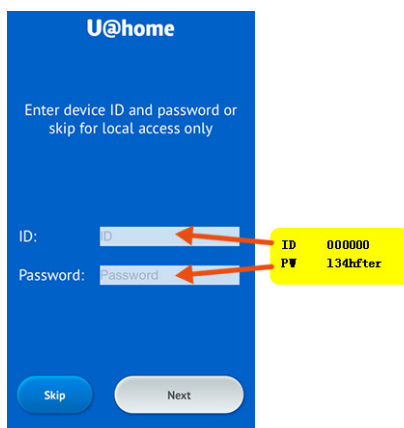 U@home
Enter device ID and password or
skip for local access only
ID:
ID
Password:
Password
ID 000000
PW 134hfter
Skip
Next